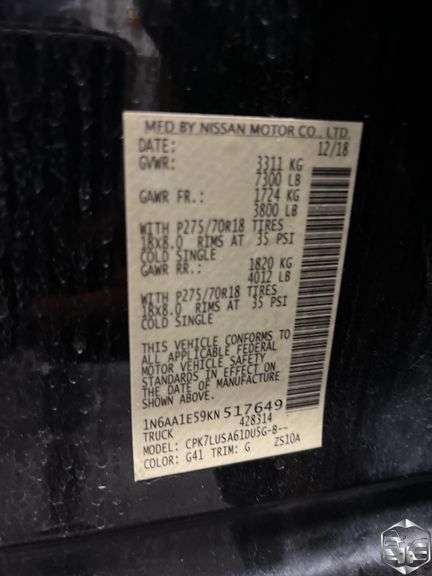 MFD BY NISSAN MOTOR CO., LTD.
DATE: 12/18
GVWR: 3311 KG
7300 LB
GAWR FR.: 1724 KG
3800 LB
WITH P275/70R18 TIRES
18x8.0 RIMS AT 35 PSI
COLD SINGLE
GAWR RR.: 1820 KG
4012 LB
WITH P275/70R18 TIRES
18x8.0 RIMS AT 35 PSI
COLD SINGLE
THIS VEHICLE CONFORMS TO
ALL APPLICABLE FEDERAL
MOTOR VEHICLE SAFETY
STANDARDS IN EFFECT ON
THE DATE OF MANUFACTURE
1N6AA1E59KN517649
TRUCK 428314
MODEL: CPK7LUSA61DU5G-B--
COLOR: G41 TRIM: G ZS10A